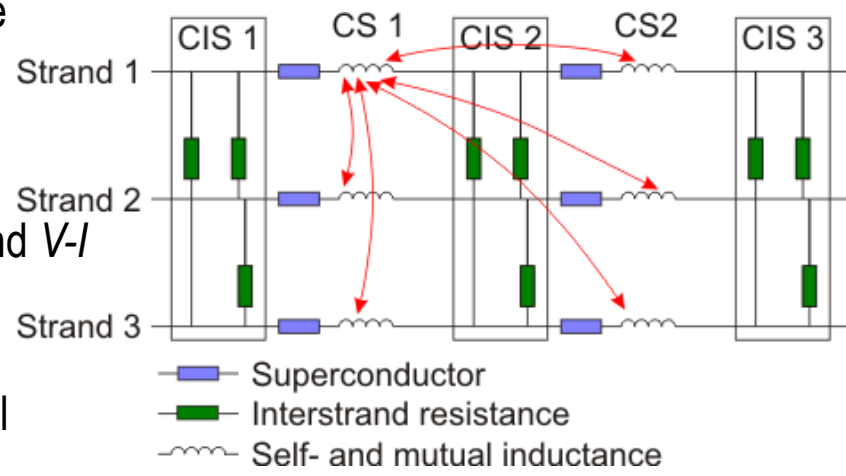 e
CIS 1
CS 1
CIS 2
CS2
CIS 3
Strand 1
Strand 2
nd V-I
Strand 3
Superconductor
l
Interstrand resistance
Self- and mutual inductance